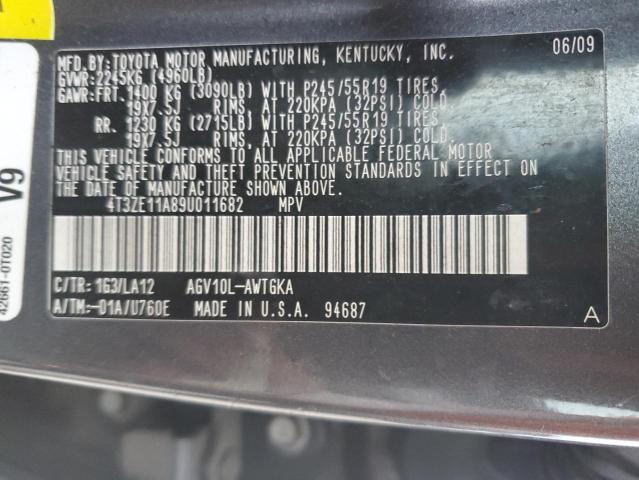 MFD.BY:TOYOTA MOTOR MANUFACTURING, KENTUCKY, INC. 06/09
GVWR:2245KG (4960LB)
GAWR:FRT.1400 KG (3090LB) WITH P245/55R19 TIRES,
19X7.5J RIMS, AT 220KPA (32PSI) COLD.
RR. 1230 KG (2715LB) WITH P245/55R19 TIRES,
19X7.5J RIMS, AT 220KPA (32PSI) COLD.
THIS VEHICLE CONFORMS TO ALL APPLICABLE FEDERAL MOTOR
VEHICLE SAFETY AND THEFT PREVENTION STANDARDS IN EFFECT ON
THE DATE OF MANUFACTURE SHOWN ABOVE.
4T3ZE11A89U011682 MPV
C/TR:1G3/LA12 AGV10L-AWTGKA
A/TM:-01A/U760E MADE IN U.S.A. 94687 A
V9
42661-0T020